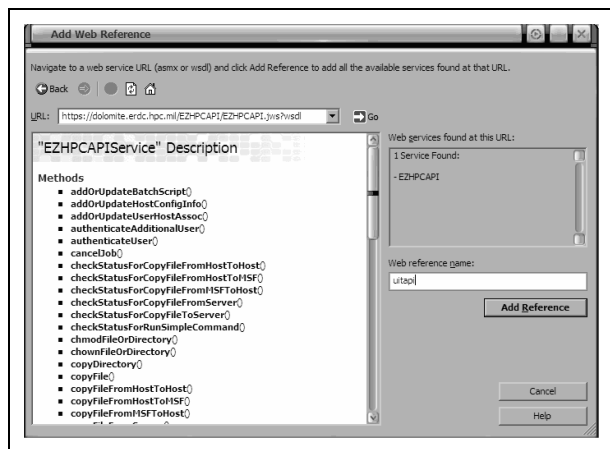 Add Web Reference
Navigate to a web service URL (asmx or wsdl) and click Add Reference to add all the available services found at that URL.
Back
URL: https://dolomite.erdc.hpc.mil/EZHPCAPI/EZHPCAPI.jws?wsdl Go
"EZHPCAPIService" Description
Methods
addOrUpdateBatchScript()
addOrUpdateHostConfigInfo()
addOrUpdateUserHostAssoc()
authenticateAdditionalUser()
authenticateUser()
cancelJob()
checkStatusForCopyFileFromHostToHost()
checkStatusForCopyFileFromHostToMSF()
checkStatusForCopyFileFromMSFToHost()
checkStatusForCopyFileFromServer()
checkStatusForCopyFileToServer()
checkStatusForRunSimpleCommand()
chmodFileOrDirectory()
chownFileOrDirectory()
copyDirectory()
copyFile()
copyFileFromHostToHost()
copyFileFromHostToMSF()
copyFileFromMSFToHost()
Web services found at this URL:
1 Service Found:
- EZHPCAPI
Web reference name:
uitapi
Add Reference
Cancel
Help